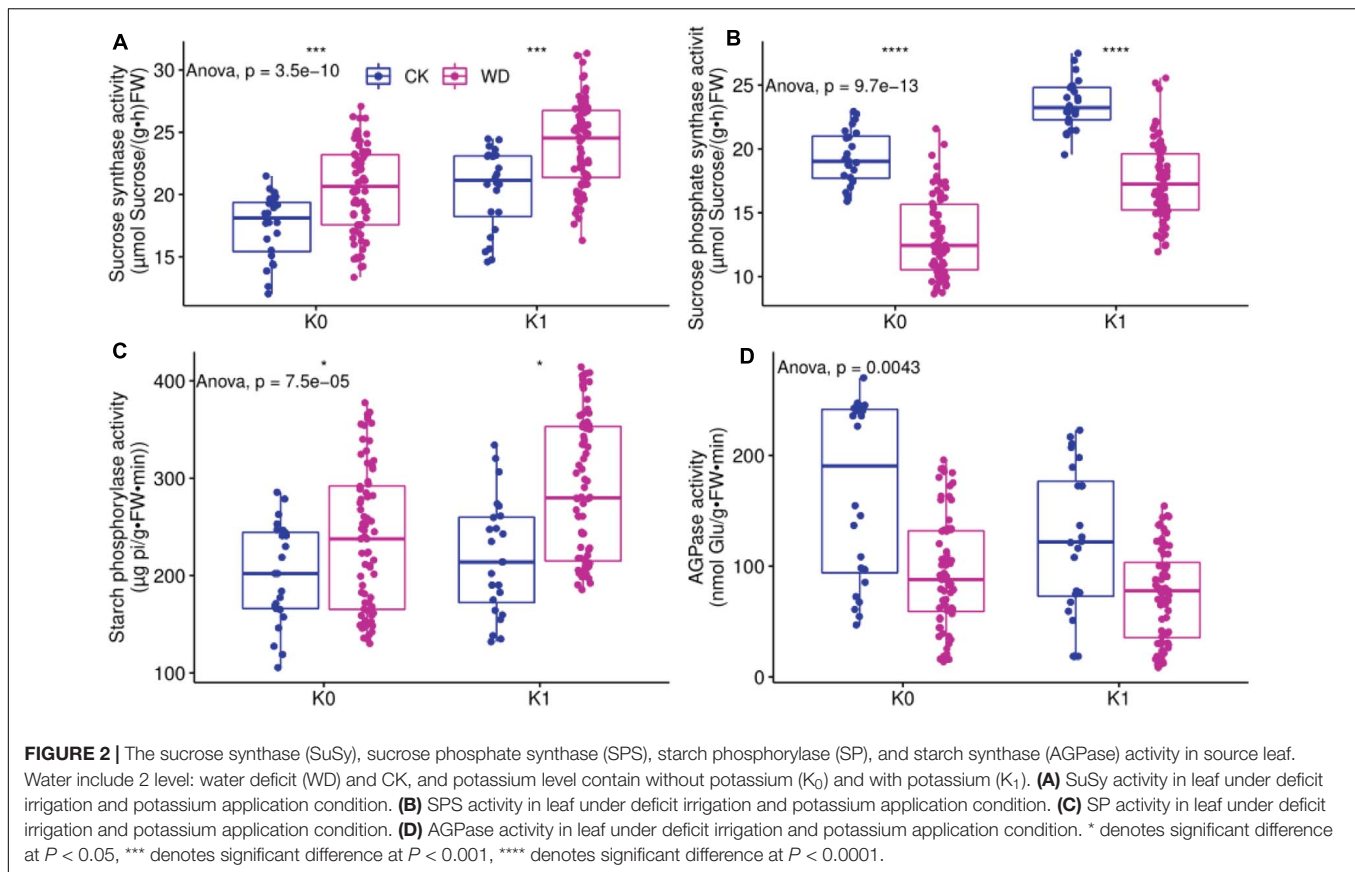 A
***
***
Anova, p = 3.5e−10
CK
WD
Sucrose synthase activity
(μmol Sucrose/(g•h)FW)
30
25
20
15
K0
K1
B
****
****
Anova, p = 9.7e−13
Sucrose phosphate synthase activit
(μmol Sucrose/(g•h)FW)
25
20
15
10
K0
K1
C
*
*
Anova, p = 7.5e−05
Starch phosphorylase activity
(μg pi/g•FW•min))
400
300
200
100
K0
K1
D
Anova, p = 0.0043
AGPase activity
(nmol Glu/g•FW•min)
200
100
0
K0
K1
FIGURE 2 | The sucrose synthase (SuSy), sucrose phosphate synthase (SPS), starch phosphorylase (SP), and starch synthase (AGPase) activity in source leaf.
Water include 2 level: water deficit (WD) and CK, and potassium level contain without potassium (K₀) and with potassium (K₁). (A) SuSy activity in leaf under deficit
irrigation and potassium application condition. (B) SPS activity in leaf under deficit irrigation and potassium application condition. (C) SP activity in leaf under deficit
irrigation and potassium application condition. (D) AGPase activity in leaf under deficit irrigation and potassium application condition. * denotes significant difference
at P < 0.05, *** denotes significant difference at P < 0.001, **** denotes significant difference at P < 0.0001.